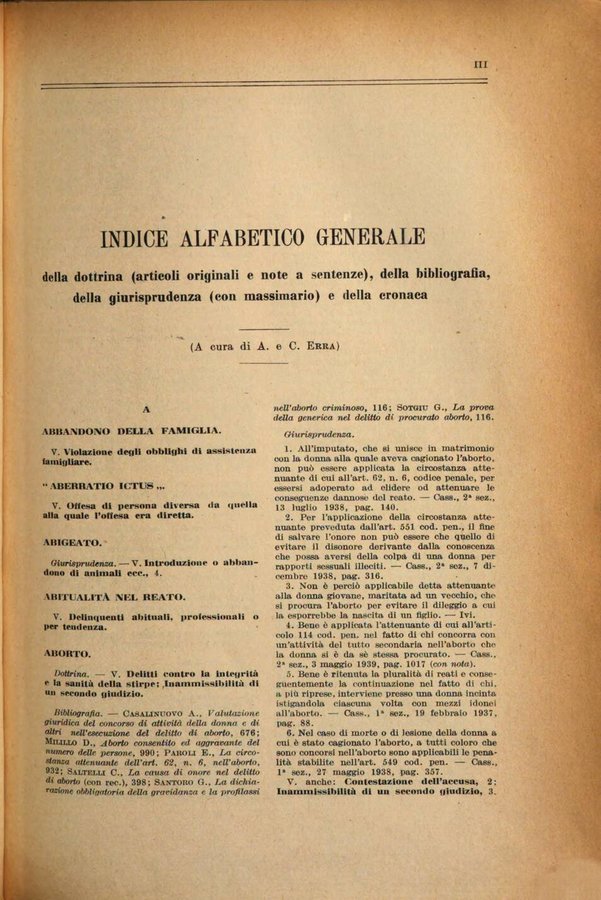 III
INDICE ALFABETICO GENERALE
della dottrina (articoli originali e note a sentenze), della bibliografia,
della giurisprudenza (con massimario) e della cronaca
(A cura di A. e C. ERRA)
A
ABBANDONO DELLA FAMIGLIA.
V. Violazione degli obblighi di assistenza
famigliare.
"ABERRATIO ICTUS „.
V. Offesa di persona diversa da quella
alla quale l'offesa era diretta.
ABIGEATO.
Giurisprudenza. — V. Introduzione o abban-
dono di animali ecc., 4.
ABITUALITÀ NEL REATO.
V. Delinquenti abituali, professionali o
per tendenza.
ABORTO.
Dottrina. — V. Delitti contro la integrità
e la sanità della stirpe; Inammissibilità di
un secondo giudizio.
Bibliografia. — CASALINUOVO A., Valutazione
giuridica del concorso di attività della donna e di
altri nell'esecuzione del delitto di aborto, 676;
MILILLO D., Aborto consentito ed aggravante del
numero delle persone, 990; PAROLI E., La circo-
stanza attenuante dell'art. 62, n. 6, nell'aborto,
932; SALTELLI C., La causa di onore nel delitto
di aborto (con rec.), 398; SANTORO G., La dichia-
razione obbligatoria della gravidanza e la profilassi
nell'aborto criminoso, 116; SOTGIU G., La prova
della generica nel delitto di procurato aborto, 116.
Giurisprudenza.
1. All'imputato, che si unisce in matrimonio
con la donna alla quale aveva cagionato l'aborto,
non può essere applicata la circostanza atte-
nuante di cui all'art. 62, n. 6, codice penale, per
essersi adoperato ad elidere od attenuare le
conseguenze dannose del reato. — Cass., 2ª sez.,
13 luglio 1938, pag. 140.
2. Per l'applicazione della circostanza atte-
nuante preveduta dall'art. 551 cod. pen., il fine
di salvare l'onore non può essere che quello di
evitare il disonore derivante dalla conoscenza
che possa aversi della colpa di una donna per
rapporti sessuali illeciti. — Cass., 2ª sez., 7 di-
cembre 1938, pag. 316.
3. Non è perciò applicabile detta attenuante
alla donna giovane, maritata ad un vecchio, che
si procura l'aborto per evitare il dileggio a cui
la esporrebbe la nascita di un figlio. — Ivi.
4. Bene è applicata l'attenuante di cui all'arti-
colo 114 cod. pen. nel fatto di chi concorra con
un'attività del tutto secondaria nell'aborto che
la donna si è da sè stessa procurato. — Cass.,
2ª sez., 3 maggio 1939, pag. 1017 (con nota).
5. Bene è ritenuta la pluralità di reati e conse-
guentemente la continuazione nel fatto di chi,
a più riprese, interviene presso una donna incinta
istigandola ciascuna volta con mezzi idonei
all'aborto. — Cass., 1ª sez., 19 febbraio 1937,
pag. 88.
6. Nel caso di morte o di lesione della donna a
cui è stato cagionato l'aborto, a tutti coloro che
sono concorsi nell'aborto sono applicabili le pena-
lità stabilite nell'art. 549 cod. pen. — Cass.,
1ª sez., 27 maggio 1938, pag. 357.
V. anche: Contestazione dell'accusa, 2;
Inammissibilità di un secondo giudizio, 3.